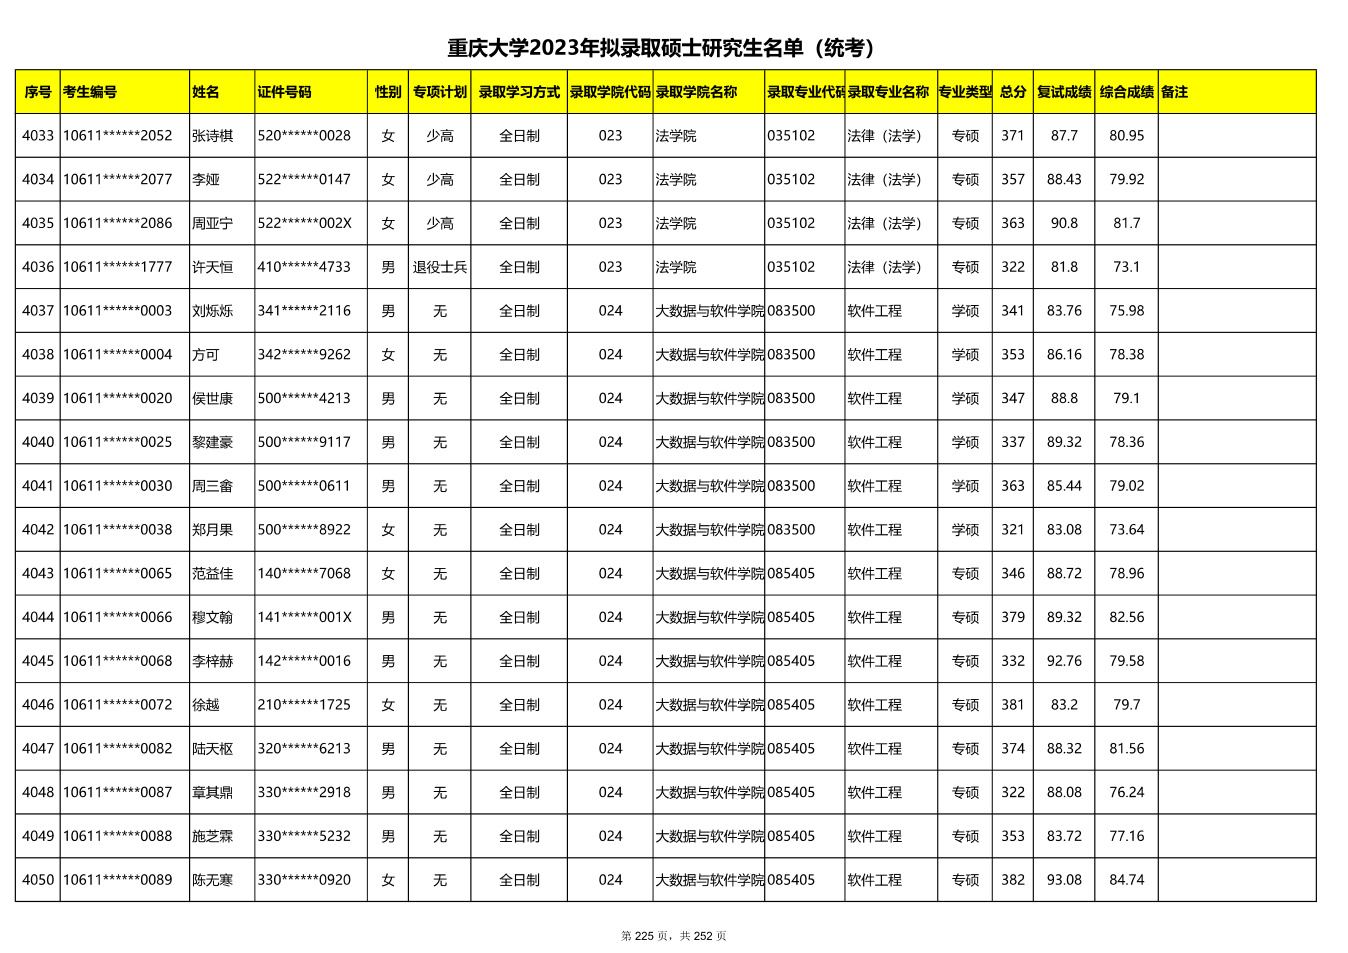 重庆大学2023年拟录取硕士研究生名单（统考）
序号 考生编号 姓名 证件号码 性别 专项计划 录取学习方式 录取学院代码 录取学院名称 录取专业代码 录取专业名称 专业类型 总分 复试成绩 综合成绩 备注
4033 10611******2052 张诗棋 520******0028 女 少高 全日制 023 法学院 035102 法律（法学） 专硕 371 87.7 80.95
4034 10611******2077 李娅 522******0147 女 少高 全日制 023 法学院 035102 法律（法学） 专硕 357 88.43 79.92
4035 10611******2086 周亚宁 522******002X 女 少高 全日制 023 法学院 035102 法律（法学） 专硕 363 90.8 81.7
4036 10611******1777 许天恒 410******4733 男 退役士兵 全日制 023 法学院 035102 法律（法学） 专硕 322 81.8 73.1
4037 10611******0003 刘烁烁 341******2116 男 无 全日制 024 大数据与软件学院 083500 软件工程 学硕 341 83.76 75.98
4038 10611******0004 方可 342******9262 女 无 全日制 024 大数据与软件学院 083500 软件工程 学硕 353 86.16 78.38
4039 10611******0020 侯世康 500******4213 男 无 全日制 024 大数据与软件学院 083500 软件工程 学硕 347 88.8 79.1
4040 10611******0025 黎建豪 500******9117 男 无 全日制 024 大数据与软件学院 083500 软件工程 学硕 337 89.32 78.36
4041 10611******0030 周三畲 500******0611 男 无 全日制 024 大数据与软件学院 083500 软件工程 学硕 363 85.44 79.02
4042 10611******0038 郑月果 500******8922 女 无 全日制 024 大数据与软件学院 083500 软件工程 学硕 321 83.08 73.64
4043 10611******0065 范益佳 140******7068 女 无 全日制 024 大数据与软件学院 085405 软件工程 专硕 346 88.72 78.96
4044 10611******0066 穆文翰 141******001X 男 无 全日制 024 大数据与软件学院 085405 软件工程 专硕 379 89.32 82.56
4045 10611******0068 李梓赫 142******0016 男 无 全日制 024 大数据与软件学院 085405 软件工程 专硕 332 92.76 79.58
4046 10611******0072 徐越 210******1725 女 无 全日制 024 大数据与软件学院 085405 软件工程 专硕 381 83.2 79.7
4047 10611******0082 陆天枢 320******6213 男 无 全日制 024 大数据与软件学院 085405 软件工程 专硕 374 88.32 81.56
4048 10611******0087 章其鼎 330******2918 男 无 全日制 024 大数据与软件学院 085405 软件工程 专硕 322 88.08 76.24
4049 10611******0088 施芝霖 330******5232 男 无 全日制 024 大数据与软件学院 085405 软件工程 专硕 353 83.72 77.16
4050 10611******0089 陈无寒 330******0920 女 无 全日制 024 大数据与软件学院 085405 软件工程 专硕 382 93.08 84.74
第 225 页，共 252 页